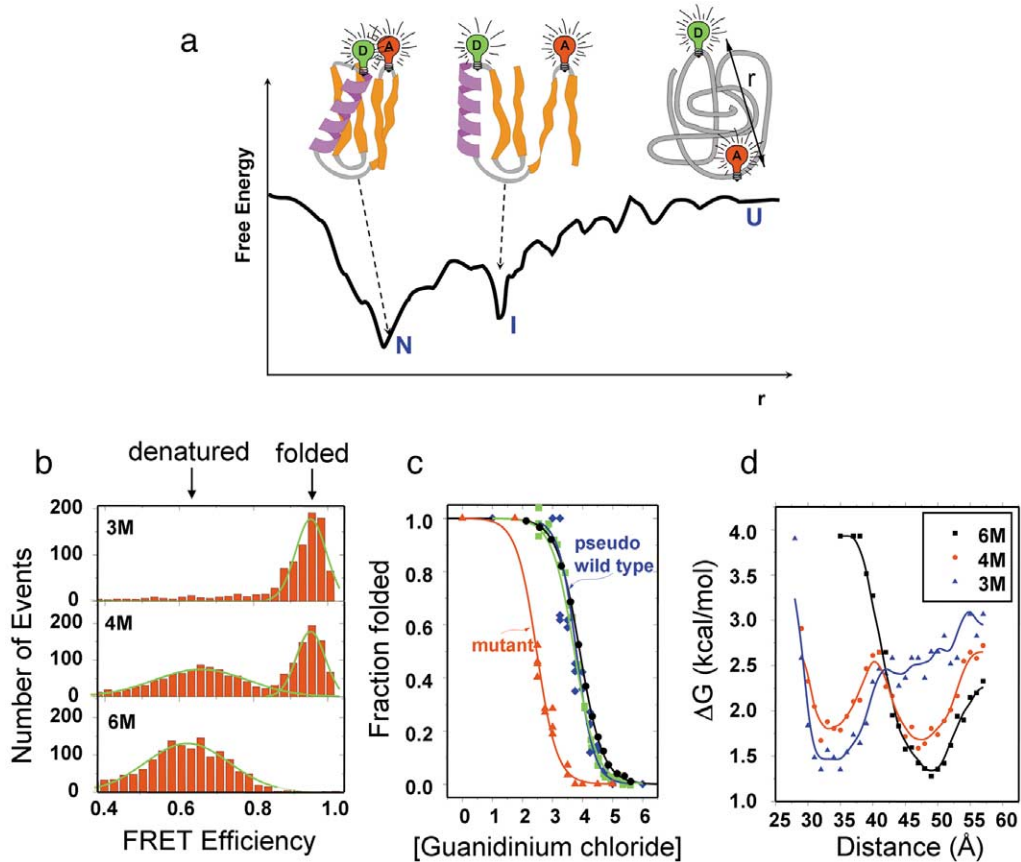 a
D
A
D
A
D
r
A
Free Energy
N
I
U
r
b
denatured
folded
Number of Events
3M
200
100
0
4M
200
100
0
6M
200
100
0
0.4
0.6
0.8
1.0
FRET Efficiency
c
Fraction folded
1.0
0.8
0.6
0.4
0.2
0.0
pseudo
wild type
mutant
0
1
2
3
4
5
6
[Guanidinium chloride]
d
ΔG (kcal/mol)
4.0
3.5
3.0
2.5
2.0
1.5
1.0
6M
4M
3M
25
30
35
40
45
50
55
60
Distance (Å)